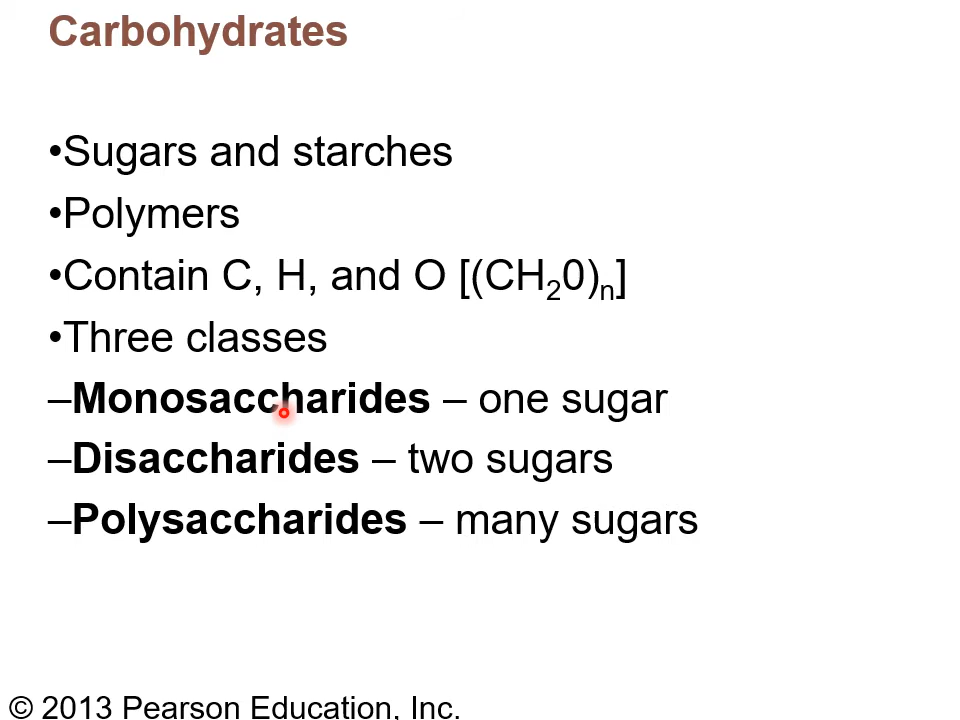 Carbohydrates
•Sugars and starches
•Polymers
•Contain C, H, and O [(CH₂0)ₙ]
•Three classes
–Monosaccharides – one sugar
–Disaccharides – two sugars
–Polysaccharides – many sugars
© 2013 Pearson Education, Inc.